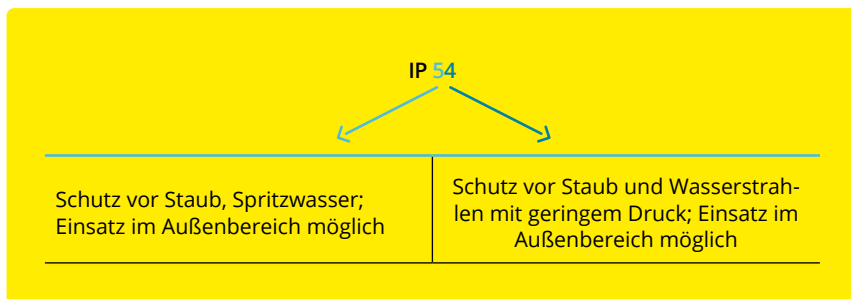 IP 54
Schutz vor Staub, Spritzwasser;
Einsatz im Außenbereich möglich
Schutz vor Staub und Wasserstrah-
len mit geringem Druck; Einsatz im
Außenbereich möglich